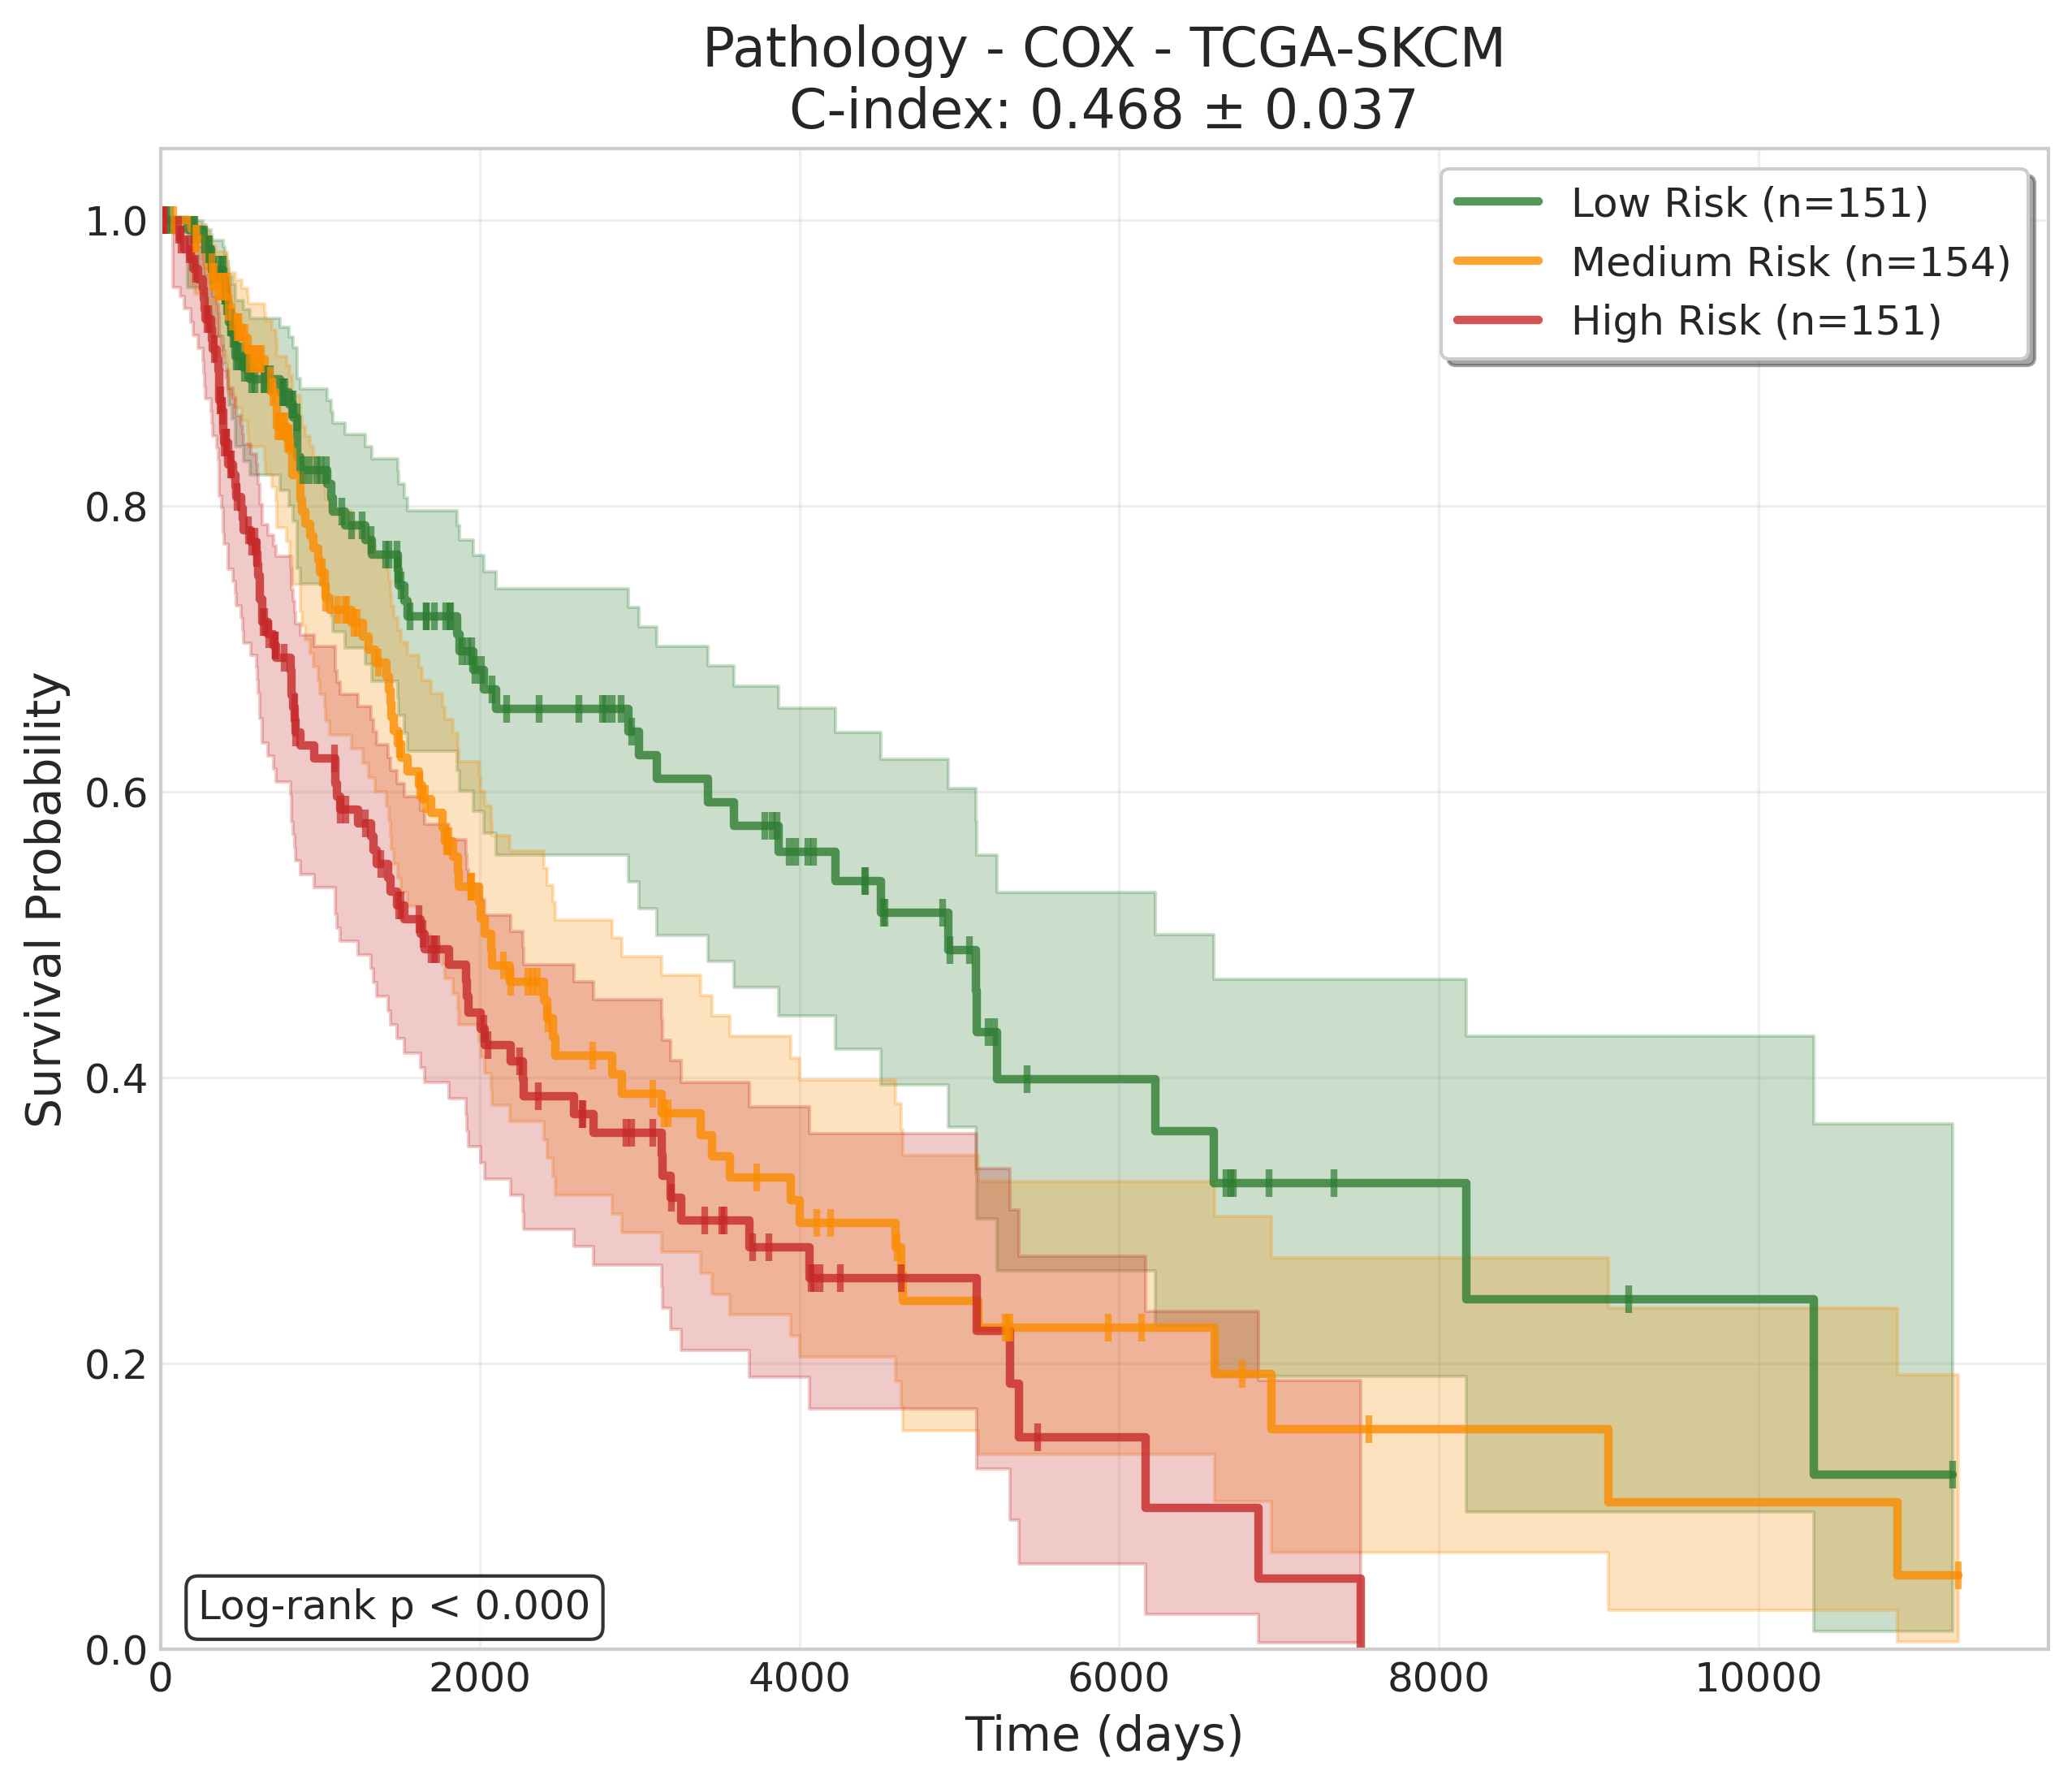 Pathology - COX - TCGA-SKCM
C-index: 0.468 ± 0.037
Low Risk (n=151)
Medium Risk (n=154)
High Risk (n=151)
Survival Probability
1.0
0.8
0.6
0.4
0.2
0.0
Log-rank p < 0.000
0
2000
4000
6000
8000
10000
Time (days)